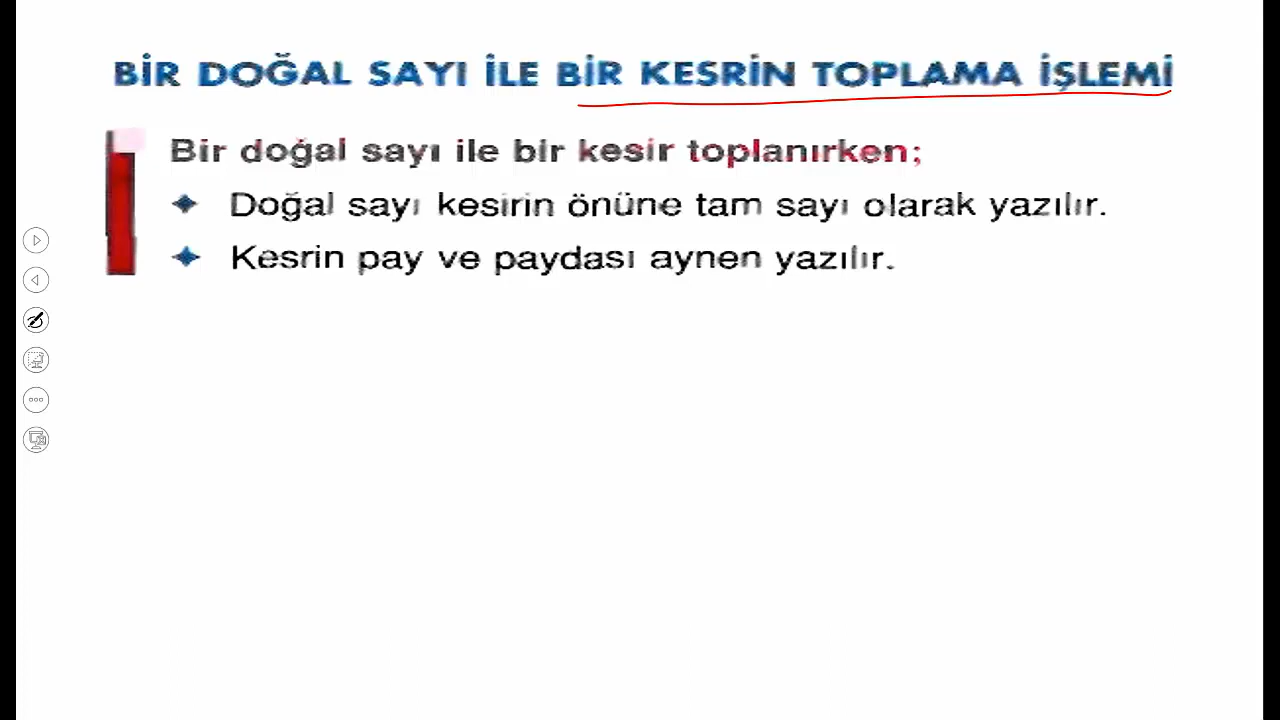 BİR DOĞAL SAYI İLE BİR KESRİN TOPLAMA İŞLEMİ
Bir doğal sayı ile bir kesir toplanırken;
Doğal sayı kesirin önüne tam sayı olarak yazılır.
Kesrin pay ve paydası aynen yazılır.